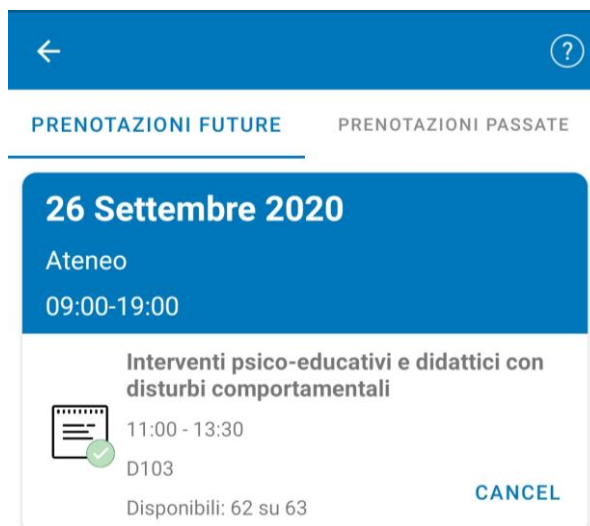 ?
PRENOTAZIONI FUTURE PRENOTAZIONI PASSATE
26 Settembre 2020
Ateneo
09:00-19:00
Interventi psico-educativi e didattici con
disturbi comportamentali
11:00 - 13:30
D103
Disponibili: 62 su 63
CANCEL